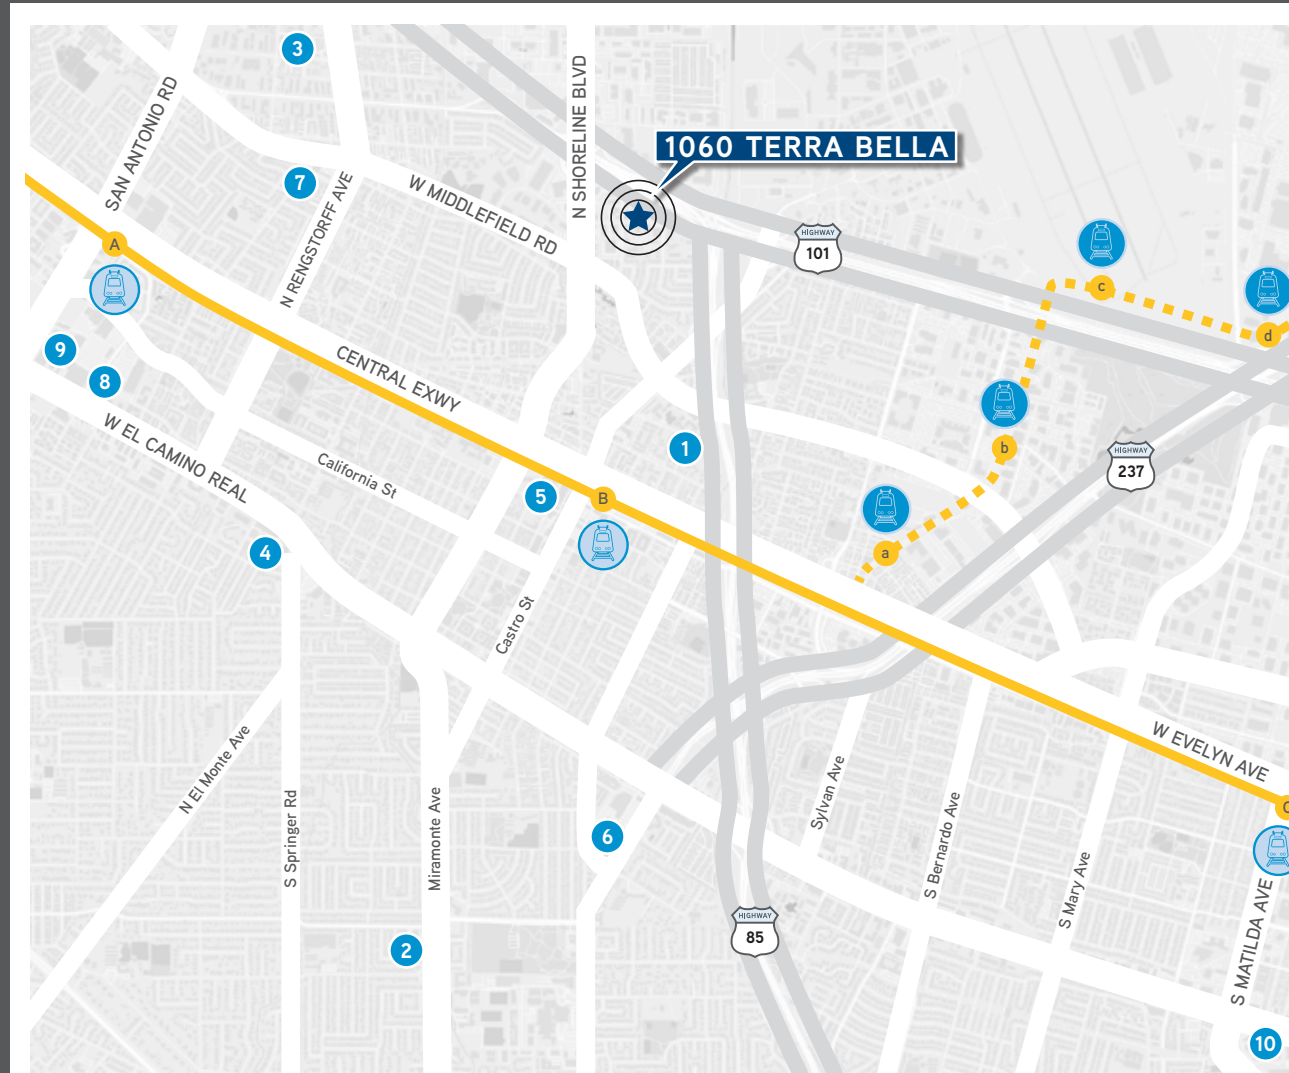 3
SAN ANTONIO RD
N SHORELINE BLVD
1060 TERRA BELLA
7
N RENGSTORFF AVE
W MIDDLEFIELD RD
HIGHWAY
101
A
c
d
9
8
CENTRAL EXWY
W EL CAMINO REAL
California St
1
b
HIGHWAY
237
5
B
4
a
Castro St
N El Monte Ave
S Springer Rd
Miramonte Ave
6
Sylvan Ave
S Bernardo Ave
S Mary Ave
W EVELYN AVE
C
S MATILDA AVE
HIGHWAY
85
2
10